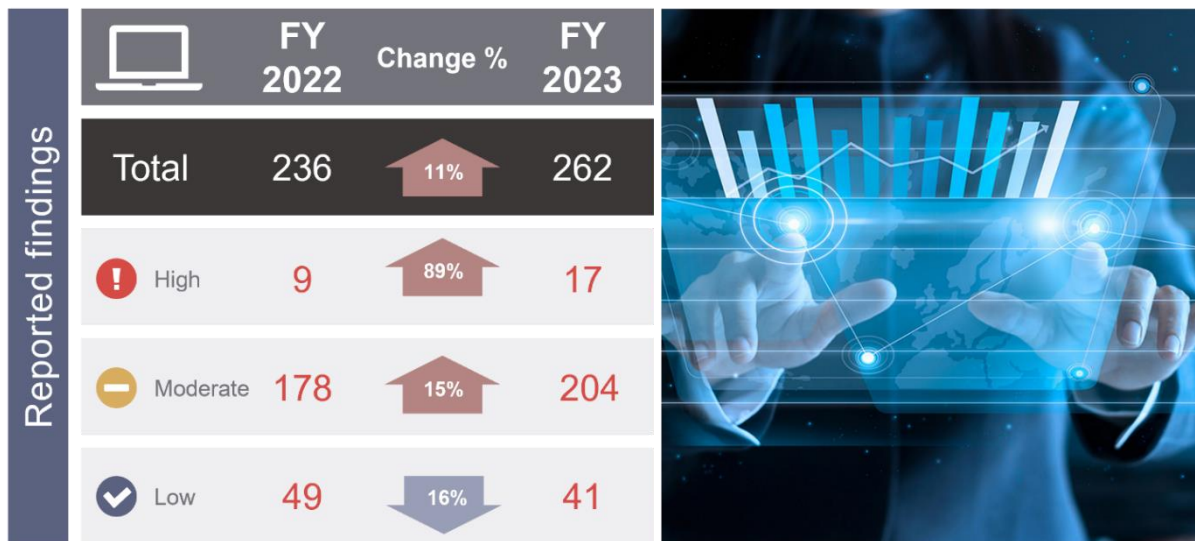 Reported findings
FY 2022 Change % FY 2023
Total 236 11% 262
High 9 89% 17
Moderate 178 15% 204
Low 49 16% 41